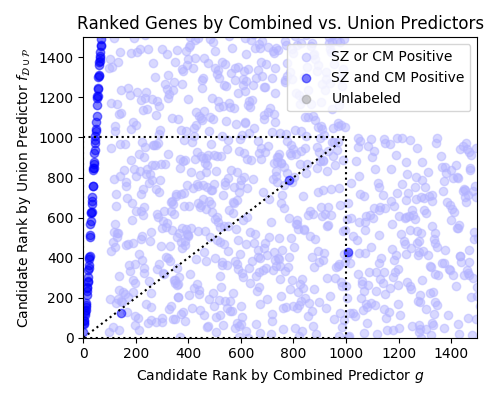 Ranked Genes by Combined vs. Union Predictors
Candidate Rank by Union Predictor f_{D∪P}
1400
1200
1000
800
600
400
200
0
SZ or CM Positive
SZ and CM Positive
Unlabeled
0 200 400 600 800 1000 1200 1400
Candidate Rank by Combined Predictor g